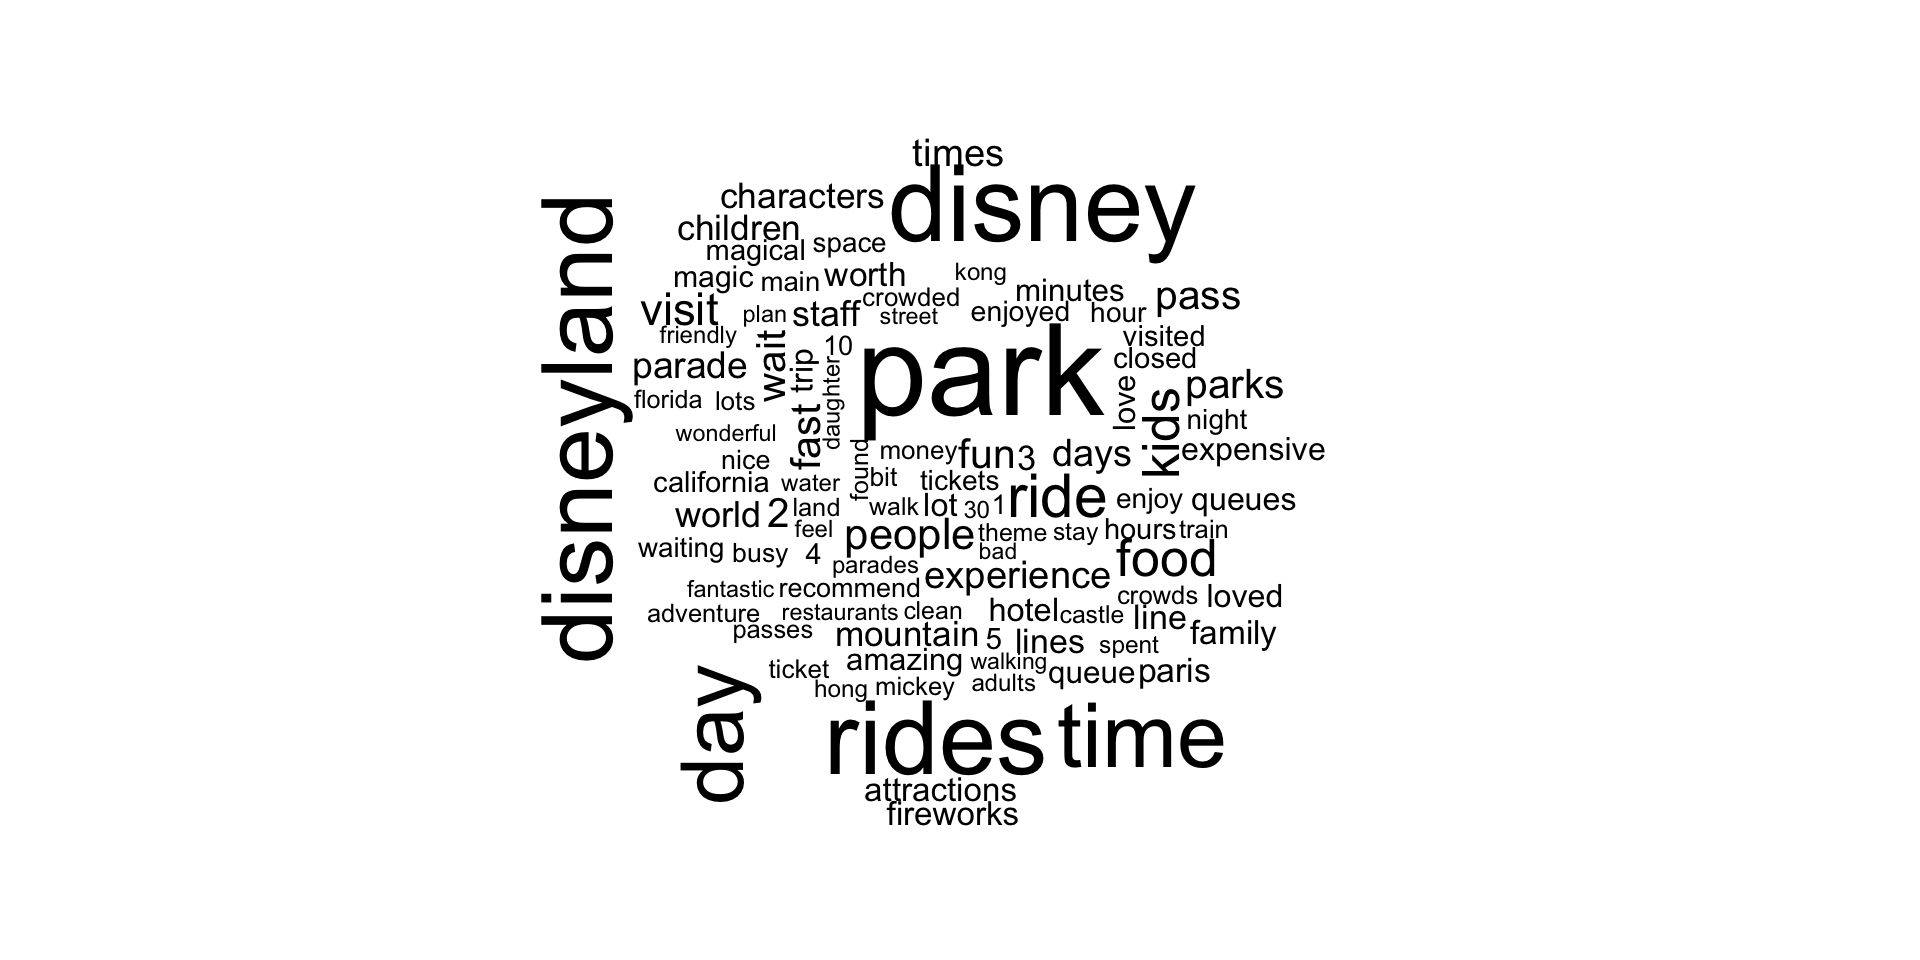 times
disney
characters
children
magical
space
magic
main
worth
kong
minutes
pass
disneyland
visit
plan
staff
crowded
street
enjoyed
hour
friendly
wait
10
park
visited
closed
parade
trip
daughter
love
kids
parks
florida
lots
fast
night
wonderful
nice
found
money
fun
3
days
expensive
california
water
bit
tickets
ride
enjoy
queues
world
2
land
walk
lot
30
1
feel
people
theme
stay
hours
train
waiting
busy
4
bad
food
parades
experience
fantastic
recommend
crowds
loved
adventure
restaurants
clean
hotel
castle
line
passes
mountain
5
lines
spent
family
ticket
amazing
walking
queue
paris
hong
mickey
adults
day
rides
time
attractions
fireworks